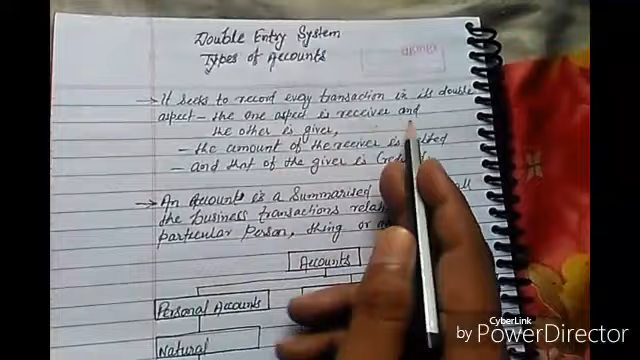 Double Entry System
Types of Accounts
→ It seeks to record every transaction in its double
aspect - the one aspect is receiver and
the other is giver,
- the amount of the receiver is
- and that of the giver is
→ An Account is a Summarised
the business transactions
particular Person, thing or
Accounts
Personal Accounts
Natural
CyberLink
by PowerDirector